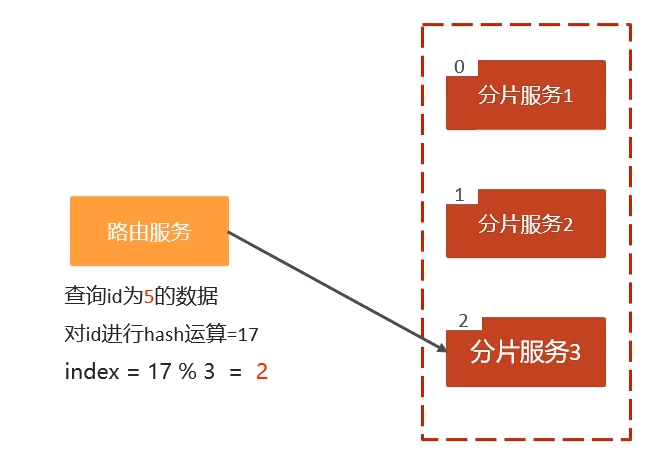 0
分片服务1
1
分片服务2
路由服务
查询id为5的数据
对id进行hash运算=17
index = 17 % 3 = 2
2
分片服务3